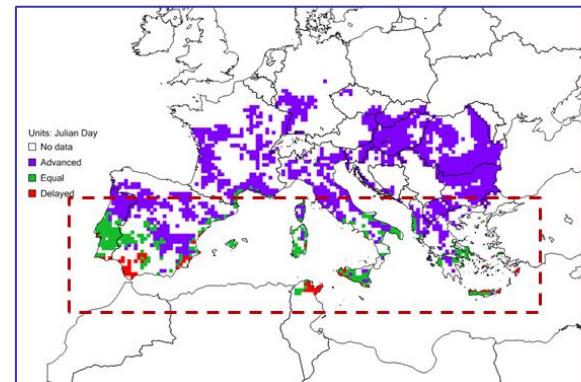 Units: Julian Day
No data
Advanced
Equal
Delayed